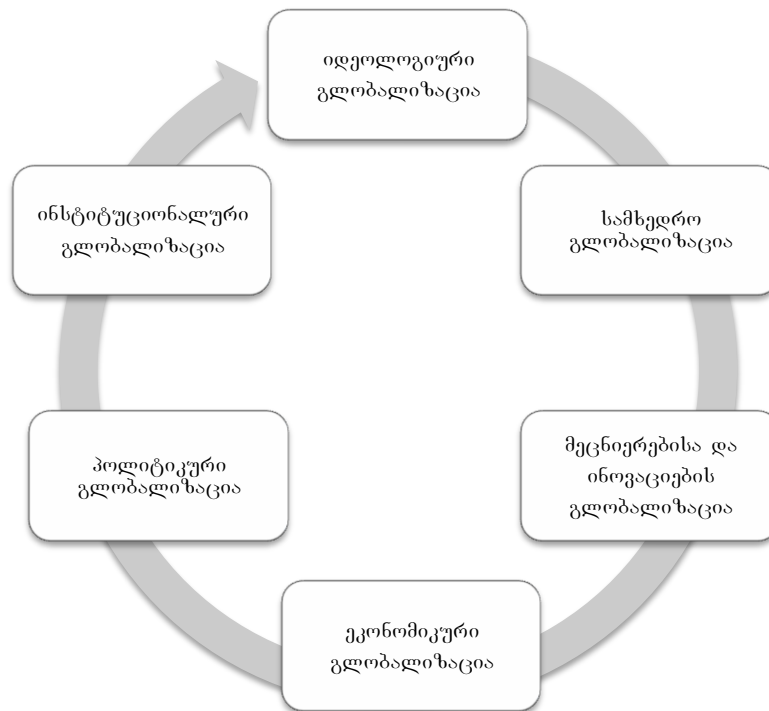 იდეოლოგიური
გლობალიზაცია
სამხედრო
გლობალიზაცია
მეცნიერებისა და
ინოვაციების
გლობალიზაცია
ეკონომიკური
გლობალიზაცია
პოლიტიკური
გლობალიზაცია
ინსტიტუციონალური
გლობალიზაცია